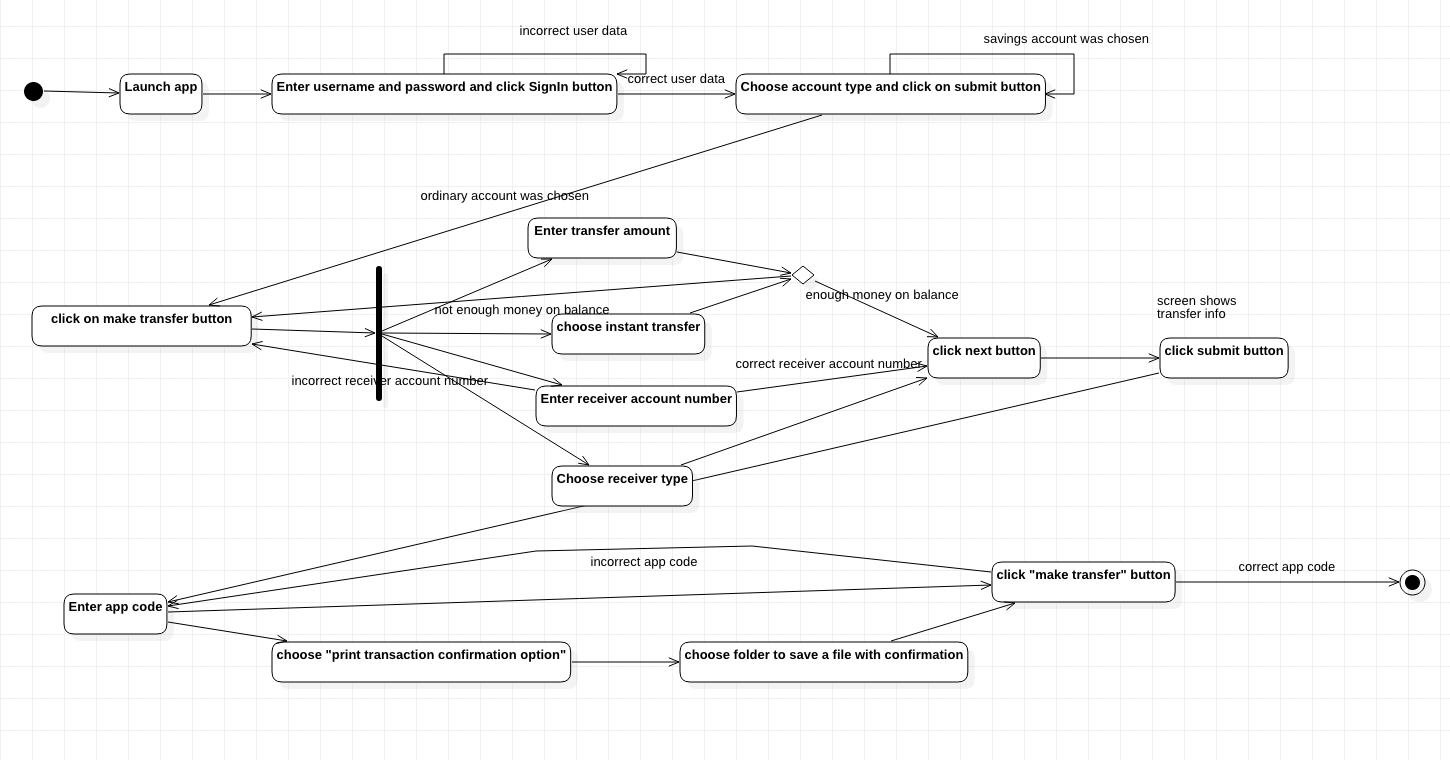 incorrect user data
savings account was chosen
Launch app
Enter username and password and click SignIn button
correct user data
Choose account type and click on submit button
ordinary account was chosen
Enter transfer amount
enough money on balance
screen shows
transfer info
not enough money on balance
click on make transfer button
choose instant transfer
click next button
click submit button
correct receiver account number
incorrect receiver account number
Enter receiver account number
Choose receiver type
incorrect app code
correct app code
click "make transfer" button
Enter app code
choose "print transaction confirmation option"
choose folder to save a file with confirmation